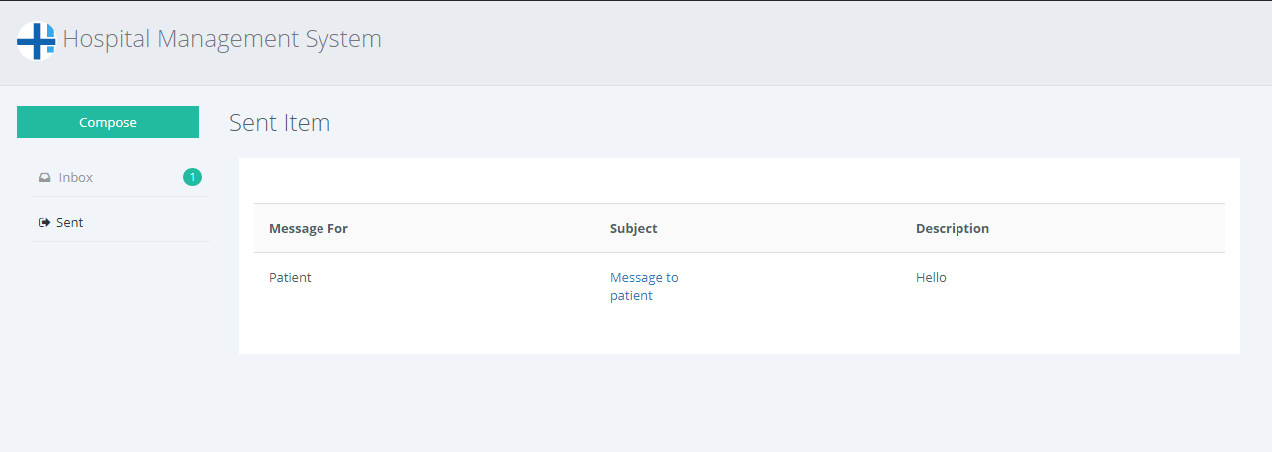 Hospital Management System
Compose
Sent Item
Inbox 1
Sent
Message For Subject Description
Patient Message to patient Hello